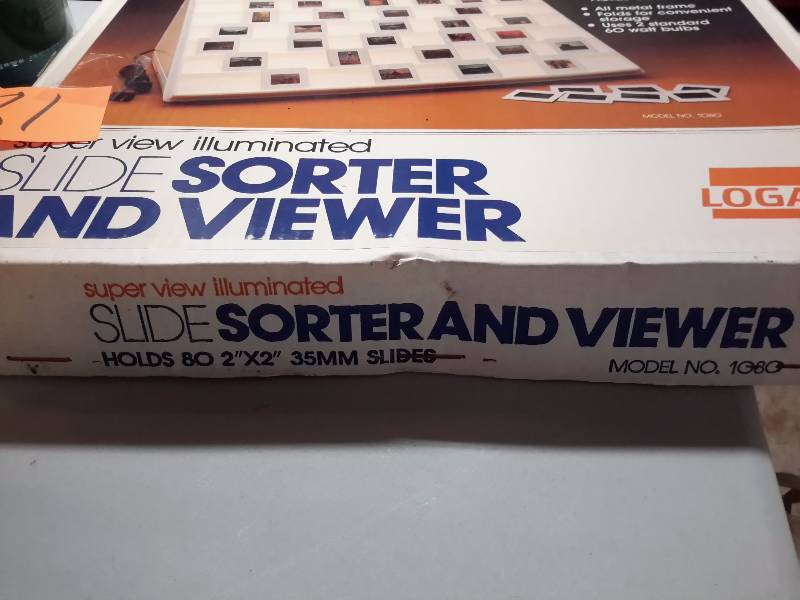 • All metal frame
• Folds for convenient
storage
• Uses 2 standard
60 watt bulbs
MODEL NO. 1080
31
super view illuminated
SLIDE SORTER
AND VIEWER
LOGA
super view illuminated
SLIDE SORTER AND VIEWER
HOLDS 80 2"X2" 35MM SLIDES
MODEL NO. 1080